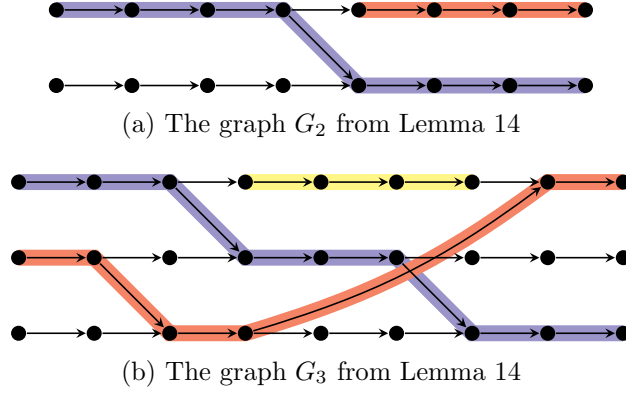 (a) The graph G₂ from Lemma 14
(b) The graph G₃ from Lemma 14